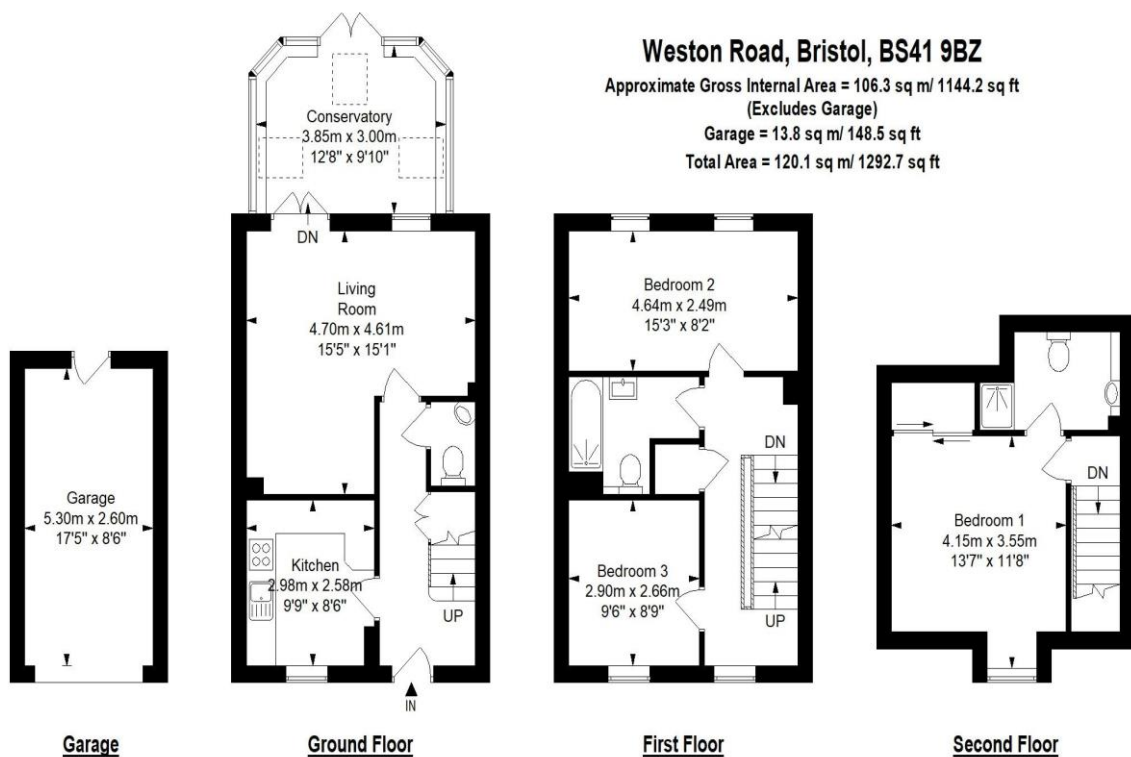 Weston Road, Bristol, BS41 9BZ
Approximate Gross Internal Area = 106.3 sq m/ 1144.2 sq ft
(Excludes Garage)
Garage = 13.8 sq m/ 148.5 sq ft
Total Area = 120.1 sq m/ 1292.7 sq ft
Garage
5.30m x 2.60m
17'5" x 8'6"
Garage
Conservatory
3.85m x 3.00m
12'8" x 9'10"
DN
Living
Room
4.70m x 4.61m
15'5" x 15'1"
Kitchen
2.98m x 2.58m
9'9" x 8'6"
UP
IN
Ground Floor
Bedroom 2
4.64m x 2.49m
15'3" x 8'2"
DN
Bedroom 3
2.90m x 2.66m
9'6" x 8'9"
UP
First Floor
DN
Bedroom 1
4.15m x 3.55m
13'7" x 11'8"
Second Floor